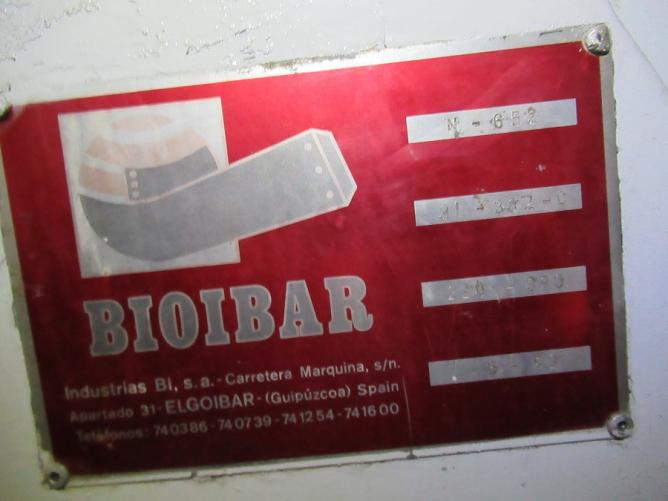 N - 652
BIOIBAR
Industrias BI, s.a. - Carretera Marquina, s/n.
Apartado 31 - ELGOIBAR - (Guipúzcoa) Spain
Teléfonos: 740386 - 740739 - 741254 - 741600